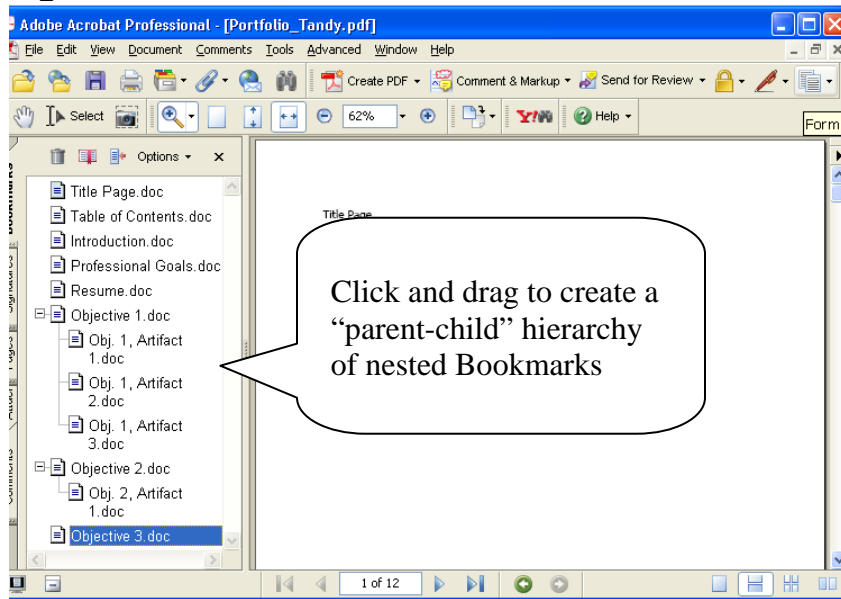 Adobe Acrobat Professional - [Portfolio_Tandy.pdf]
File Edit View Document Comments Tools Advanced Window Help
Create PDF Comment & Markup Send for Review
Select 62% Y! Help
Form
Options x
Bookmarks
Signatures
Pages
Comments
Title Page.doc
Table of Contents.doc
Introduction.doc
Professional Goals.doc
Resume.doc
Objective 1.doc
Obj. 1, Artifact
1.doc
Obj. 1, Artifact
2.doc
Obj. 1, Artifact
3.doc
Objective 2.doc
Obj. 2, Artifact
1.doc
Objective 3.doc
Title Page
Click and drag to create a
“parent-child” hierarchy
of nested Bookmarks
1 of 12